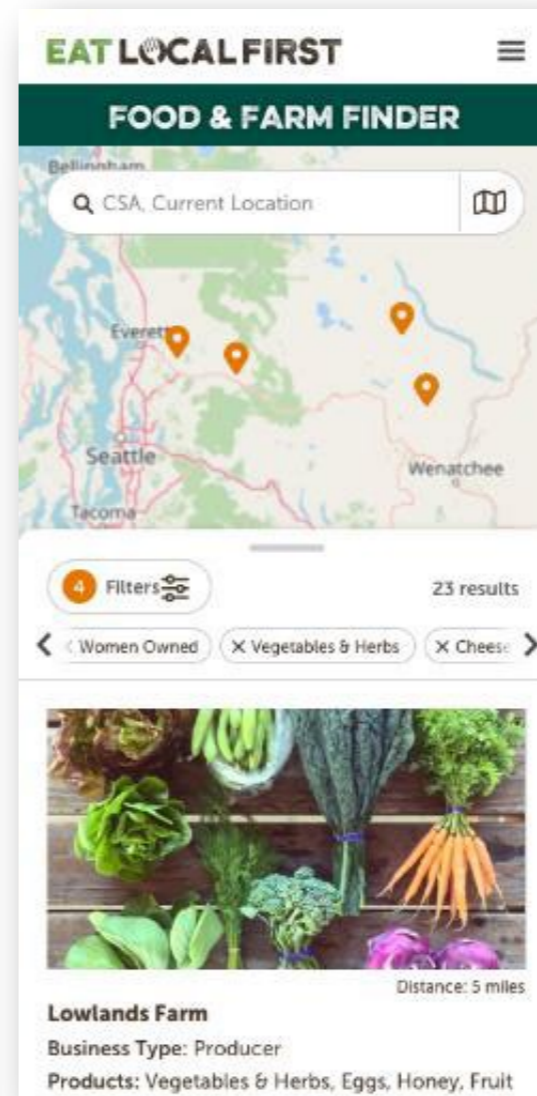 EAT LOCAL FIRST
FOOD & FARM FINDER
Bellingham
CSA, Current Location
Everett
Seattle
Wenatchee
Tacoma
4 Filters
23 results
Women Owned
Vegetables & Herbs
Cheese
Distance: 5 miles
Lowlands Farm
Business Type: Producer
Products: Vegetables & Herbs, Eggs, Honey, Fruit